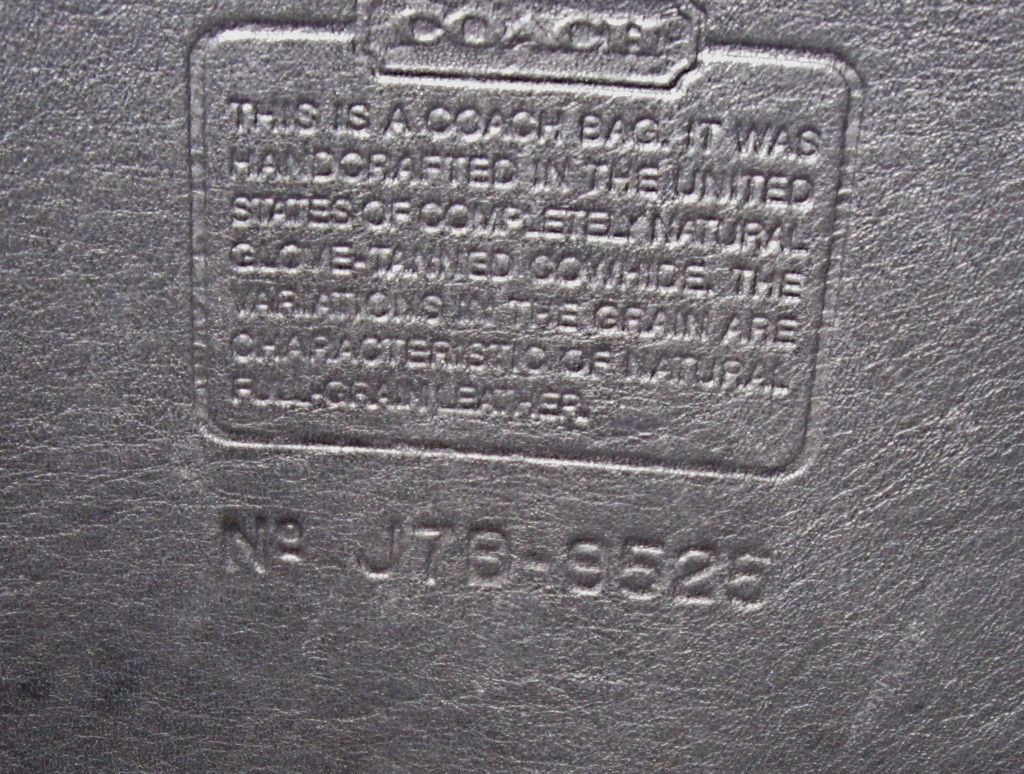 COACH
THIS IS A COACH BAG. IT WAS
HANDCRAFTED IN THE UNITED
STATES OF COMPLETELY NATURAL
GLOVE-TANNED COWHIDE. THE
VARIATIONS IN THE GRAIN ARE
CHARACTERISTIC OF NATURAL
FULL-GRAIN LEATHER.
Nº J7B-9525